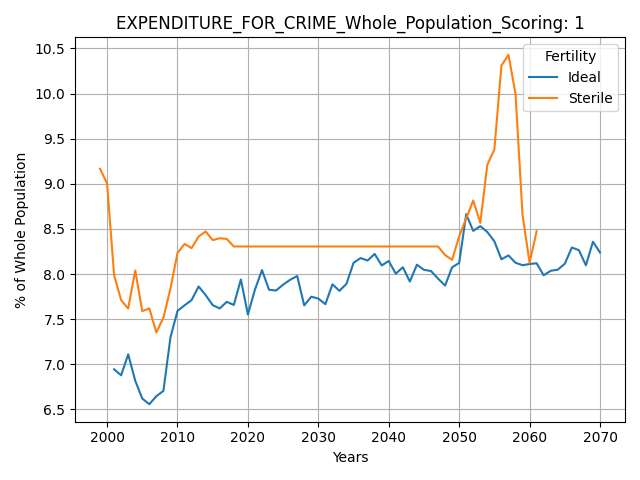 EXPENDITURE_FOR_CRIME_Whole_Population_Scoring: 1
Fertility
Ideal
Sterile
% of Whole Population
10.5
10.0
9.5
9.0
8.5
8.0
7.5
7.0
6.5
2000 2010 2020 2030 2040 2050 2060 2070
Years